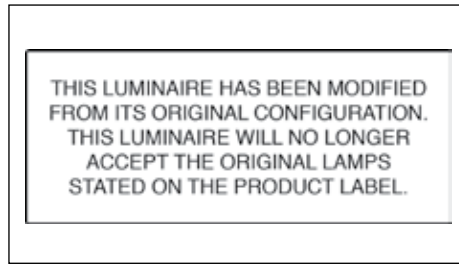 THIS LUMINAIRE HAS BEEN MODIFIED
FROM ITS ORIGINAL CONFIGURATION.
THIS LUMINAIRE WILL NO LONGER
ACCEPT THE ORIGINAL LAMPS
STATED ON THE PRODUCT LABEL.